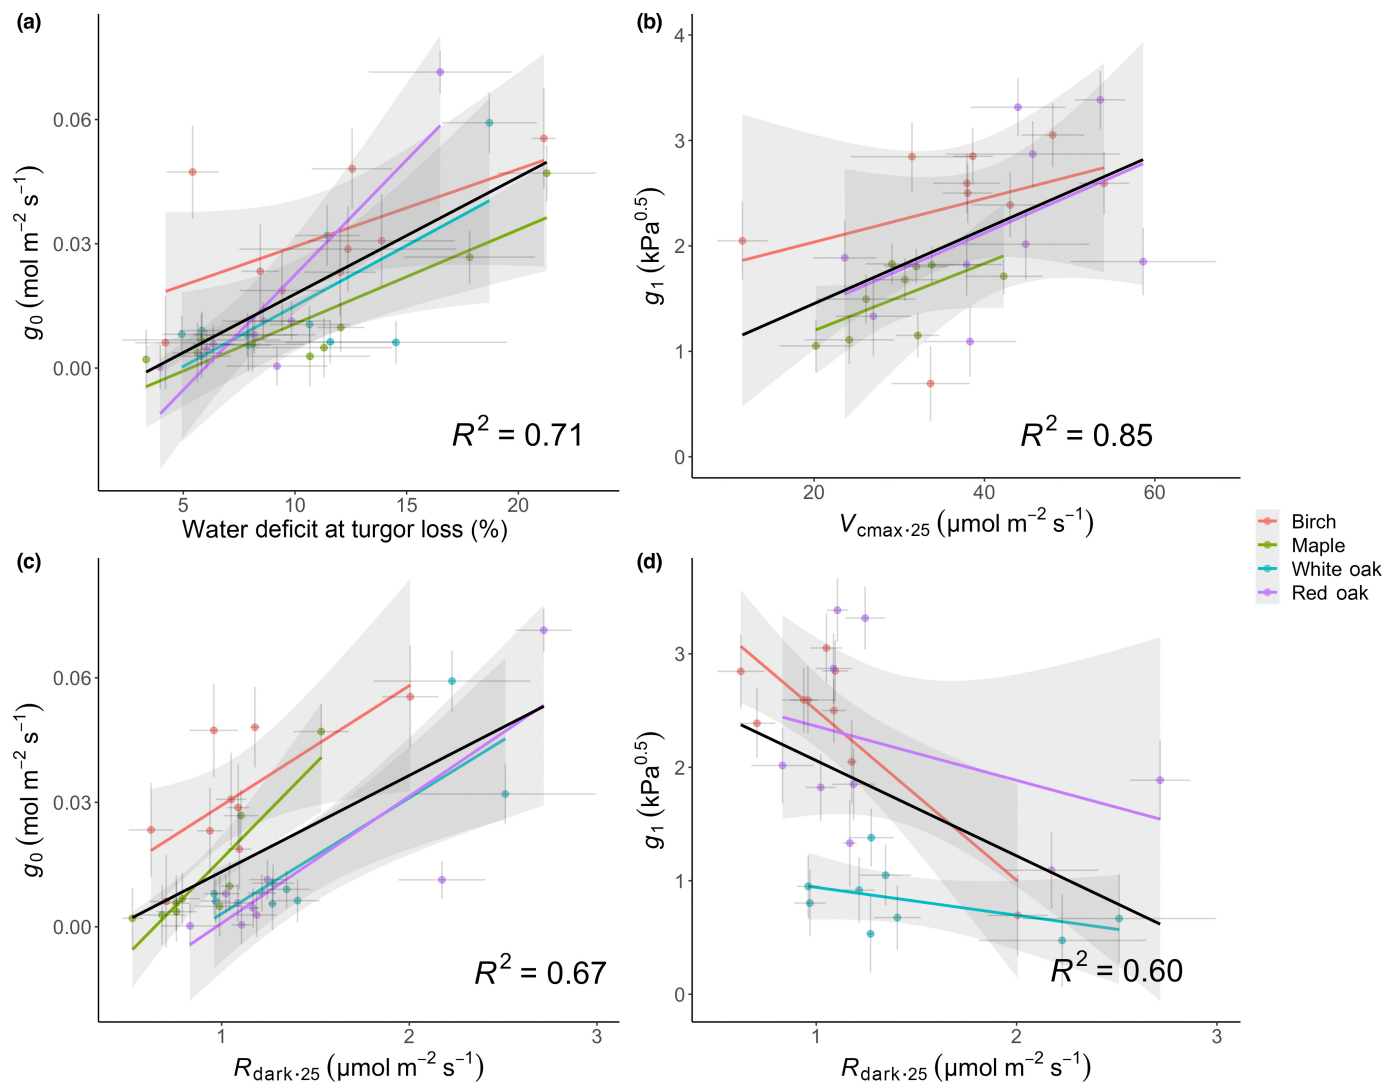 (a)
g₀ (mol m⁻² s⁻¹)
0.06
0.03
0.00
R² = 0.71
5 10 15 20
Water deficit at turgor loss (%)
(b)
g₁ (kPa⁰·⁵)
4
3
2
1
0
R² = 0.85
20 40 60
Vcmax·25 (μmol m⁻² s⁻¹)
Birch
Maple
White oak
Red oak
(c)
g₀ (mol m⁻² s⁻¹)
0.06
0.03
0.00
R² = 0.67
1 2 3
Rdark·25 (μmol m⁻² s⁻¹)
(d)
g₁ (kPa⁰·⁵)
3
2
1
0
R² = 0.60
1 2 3
Rdark·25 (μmol m⁻² s⁻¹)